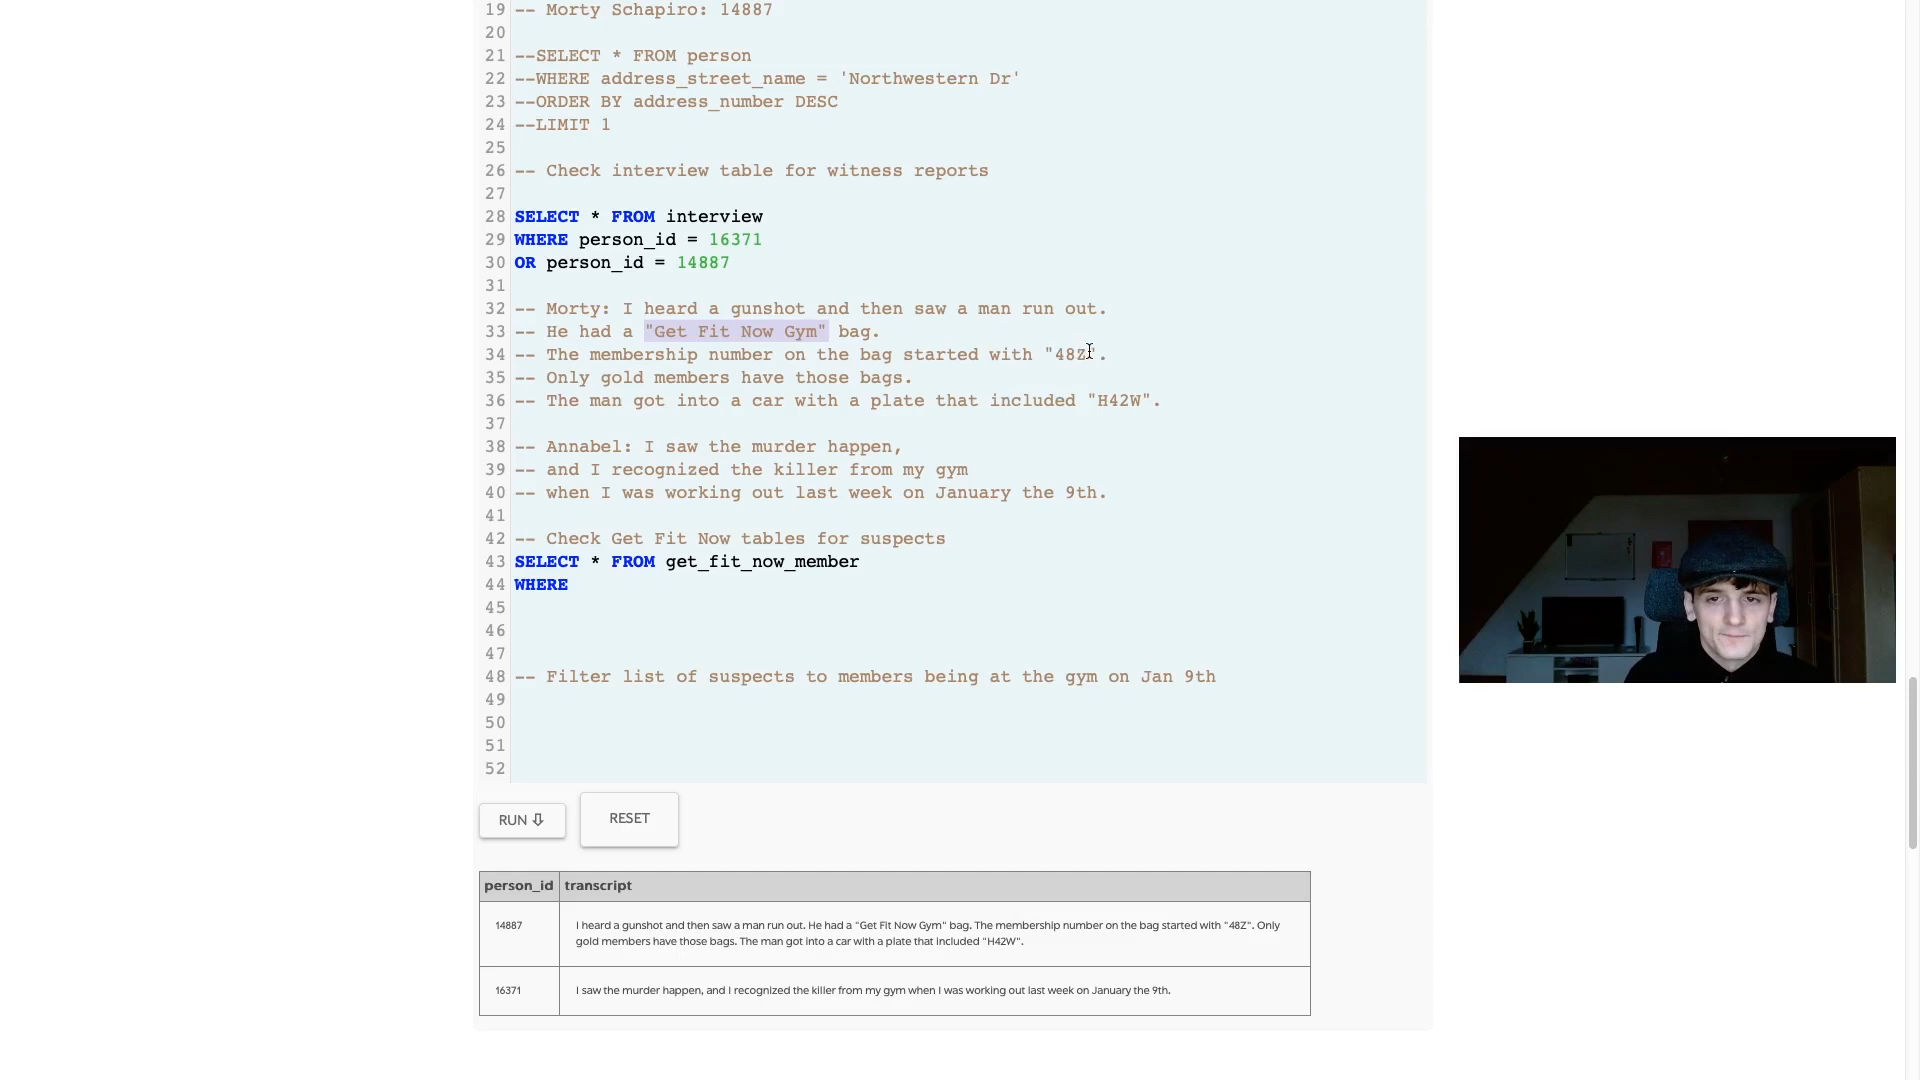 19 -- Morty Schapiro: 14887
20
21 --SELECT * FROM person
22 --WHERE address_street_name = 'Northwestern Dr'
23 --ORDER BY address_number DESC
24 --LIMIT 1
25
26 -- Check interview table for witness reports
27
28 SELECT * FROM interview
29 WHERE person_id = 16371
30 OR person_id = 14887
31
32 -- Morty: I heard a gunshot and then saw a man run out.
33 -- He had a "Get Fit Now Gym" bag.
34 -- The membership number on the bag started with "48Z".
35 -- Only gold members have those bags.
36 -- The man got into a car with a plate that included "H42W".
37
38 -- Annabel: I saw the murder happen,
39 -- and I recognized the killer from my gym
40 -- when I was working out last week on January the 9th.
41
42 -- Check Get Fit Now tables for suspects
43 SELECT * FROM get_fit_now_member
44 WHERE
45
46
47
48 -- Filter list of suspects to members being at the gym on Jan 9th
49
50
51
52
RUN ⇩ RESET
person_id transcript
14887 I heard a gunshot and then saw a man run out. He had a "Get Fit Now Gym" bag. The membership number on the bag started with "48Z". Only
gold members have those bags. The man got into a car with a plate that included "H42W".
16371 I saw the murder happen, and I recognized the killer from my gym when I was working out last week on January the 9th.